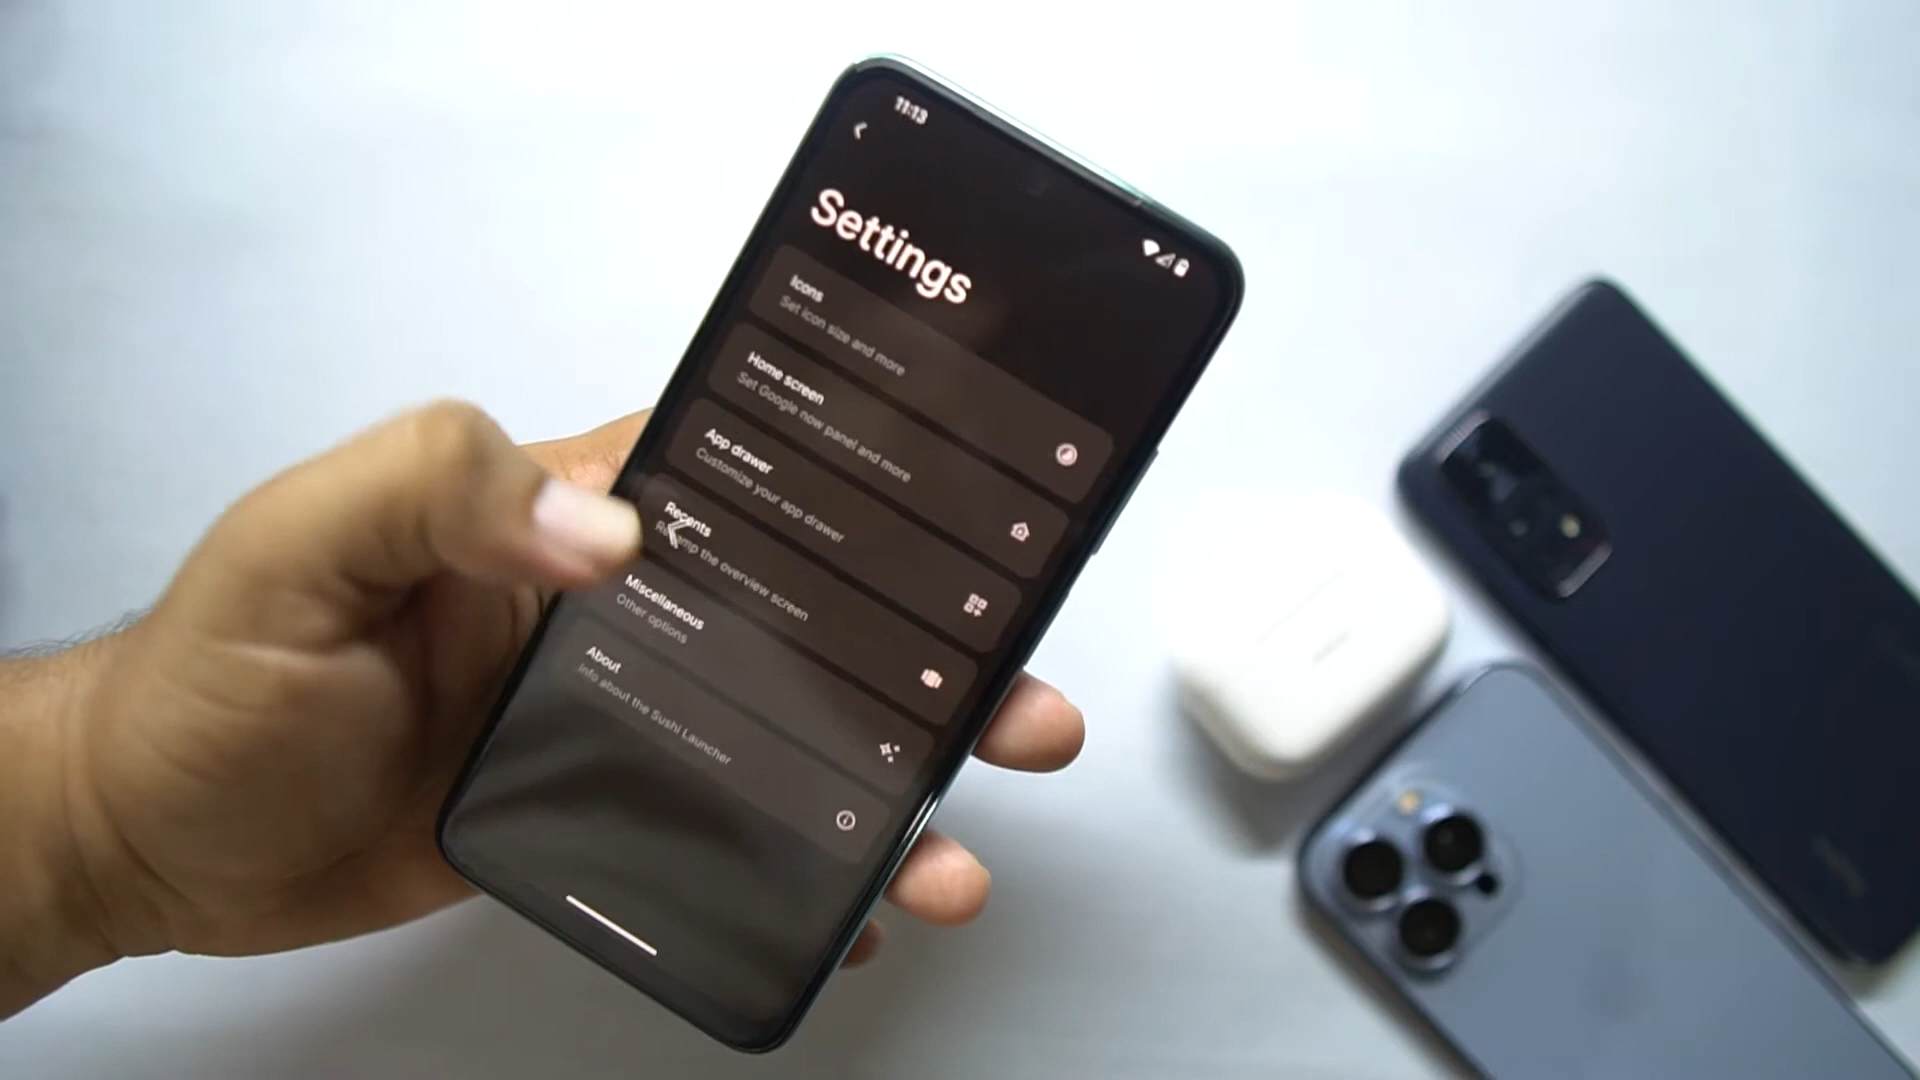 11:13
Settings
Icons
Set icon size and more
Home screen
Set Google now panel and more
App drawer
Customize your app drawer
Recents
the overview screen
Miscellaneous
Other options
About
Info about the Sushi Launcher